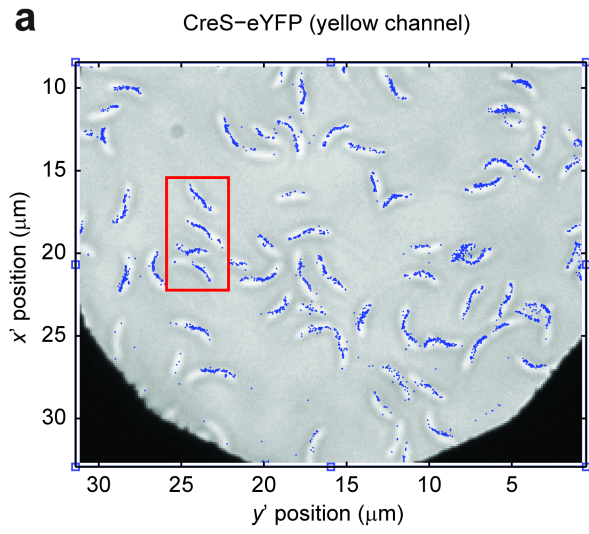 a
CreS−eYFP (yellow channel)
10
15
20
25
30
x’ position (μm)
30 25 20 15 10 5
y’ position (μm)